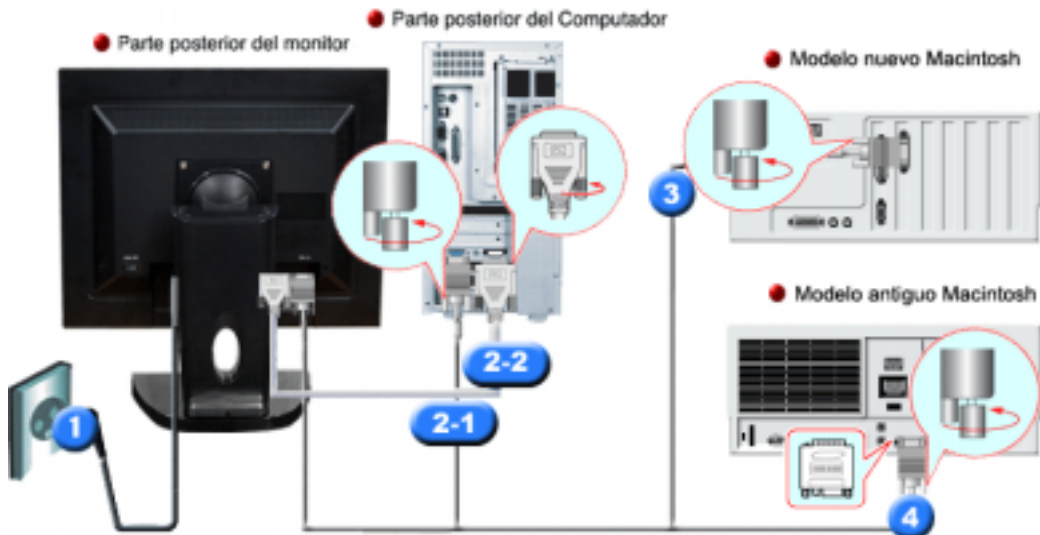 Parte posterior del monitor
Parte posterior del Computador
Modelo nuevo Macintosh
Modelo antiguo Macintosh
1
2-2
2-1
3
4